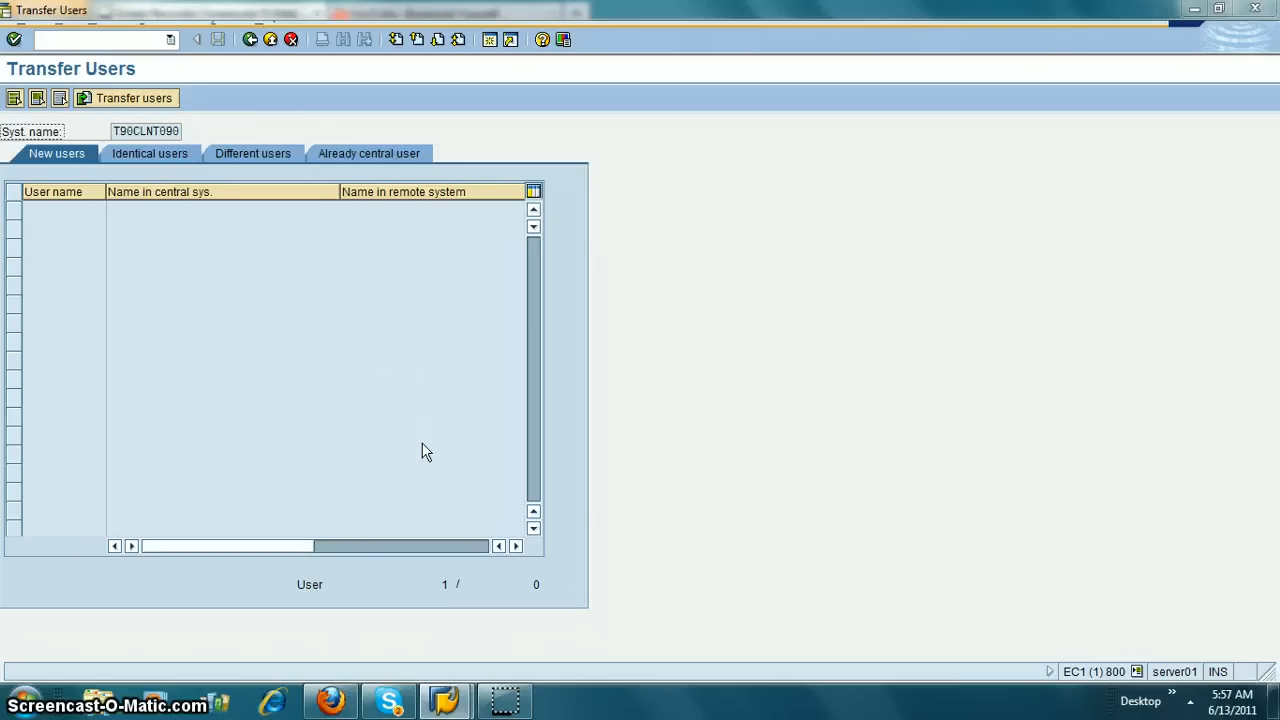 Transfer Users
Transfer Users
Transfer users
Syst. name: T90CLNT090
New users Identical users Different users Already central user
User name Name in central sys. Name in remote system
User 1 / 0
EC1 (1) 800 server01 INS
Desktop
5:57 AM
6/13/2011
Screencast-O-Matic.com